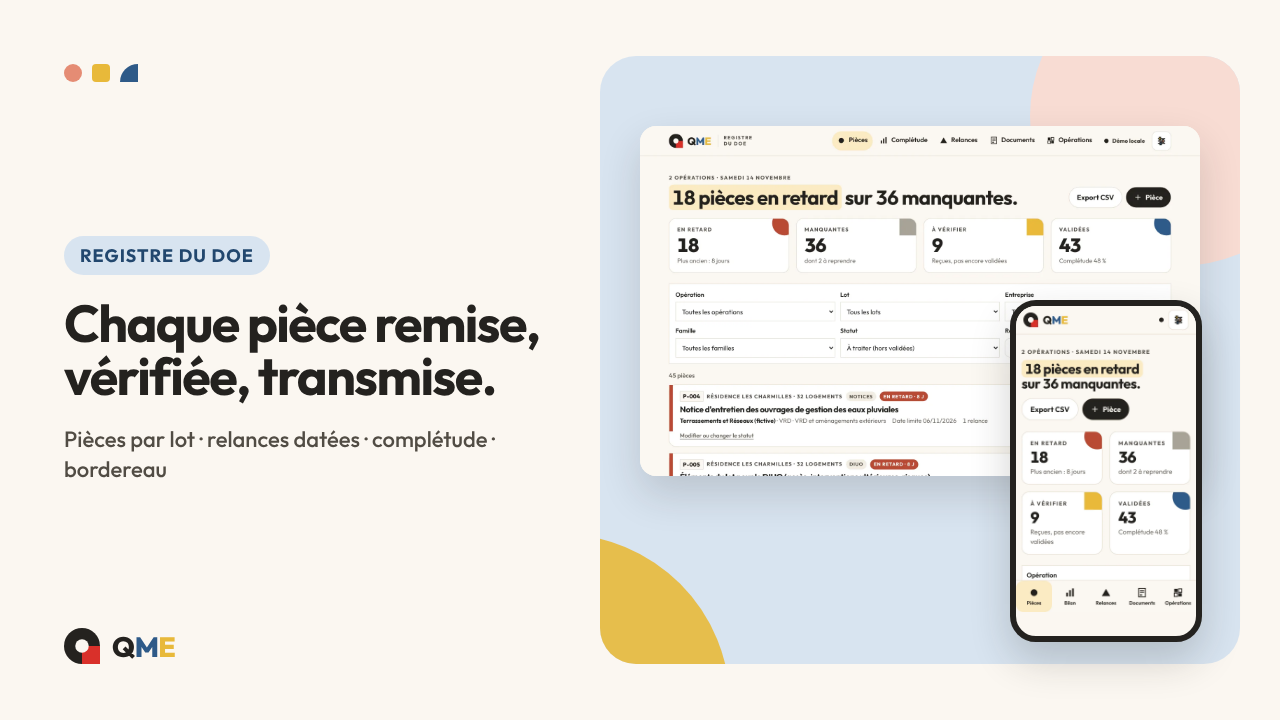 REGISTRE DU DOE
Chaque pièce remise,
vérifiée, transmise.
Pièces par lot · relances datées · complétude ·
bordereau
QME
QME
REGISTRE
DU DOE
Pièces
Complétude
Relances
Documents
Opérations
Démo locale
2 OPÉRATIONS · SAMEDI 14 NOVEMBRE
18 pièces en retard sur 36 manquantes.
Export CSV
+ Pièce
EN RETARD
18
Plus ancien : 8 jours
MANQUANTES
36
dont 2 à reprendre
À VÉRIFIER
9
Reçues, pas encore validées
VALIDÉES
43
Complétude 48 %
Opération
Lot
Entreprise
Toutes les opérations
Tous les lots
Famille
Statut
Toutes les familles
À traiter (hors validées)
45 pièces
P-004 RÉSIDENCE LES CHARMILLES · 32 LOGEMENTS NOTICES EN RETARD · 8 J
Notice d'entretien des ouvrages de gestion des eaux pluviales
Terrassements et Réseaux (fictive) · VRD · VRD et aménagements extérieurs Date limite 06/11/2026 1 relance
Modifier ou changer le statut
P-005 RÉSIDENCE LES CHARMILLES · 32 LOGEMENTS DIUO EN RETARD · 8 J
QME
2 OPÉRATIONS · SAMEDI 14 NOVEMBRE
18 pièces en retard
sur 36 manquantes.
Export CSV
+ Pièce
EN RETARD
18
Plus ancien : 8 jours
MANQUANTES
36
dont 2 à reprendre
À VÉRIFIER
9
Reçues, pas encore
validées
VALIDÉES
43
Complétude 48 %
Opération
Pièces
Bilan
Relances
Documents
Opérations